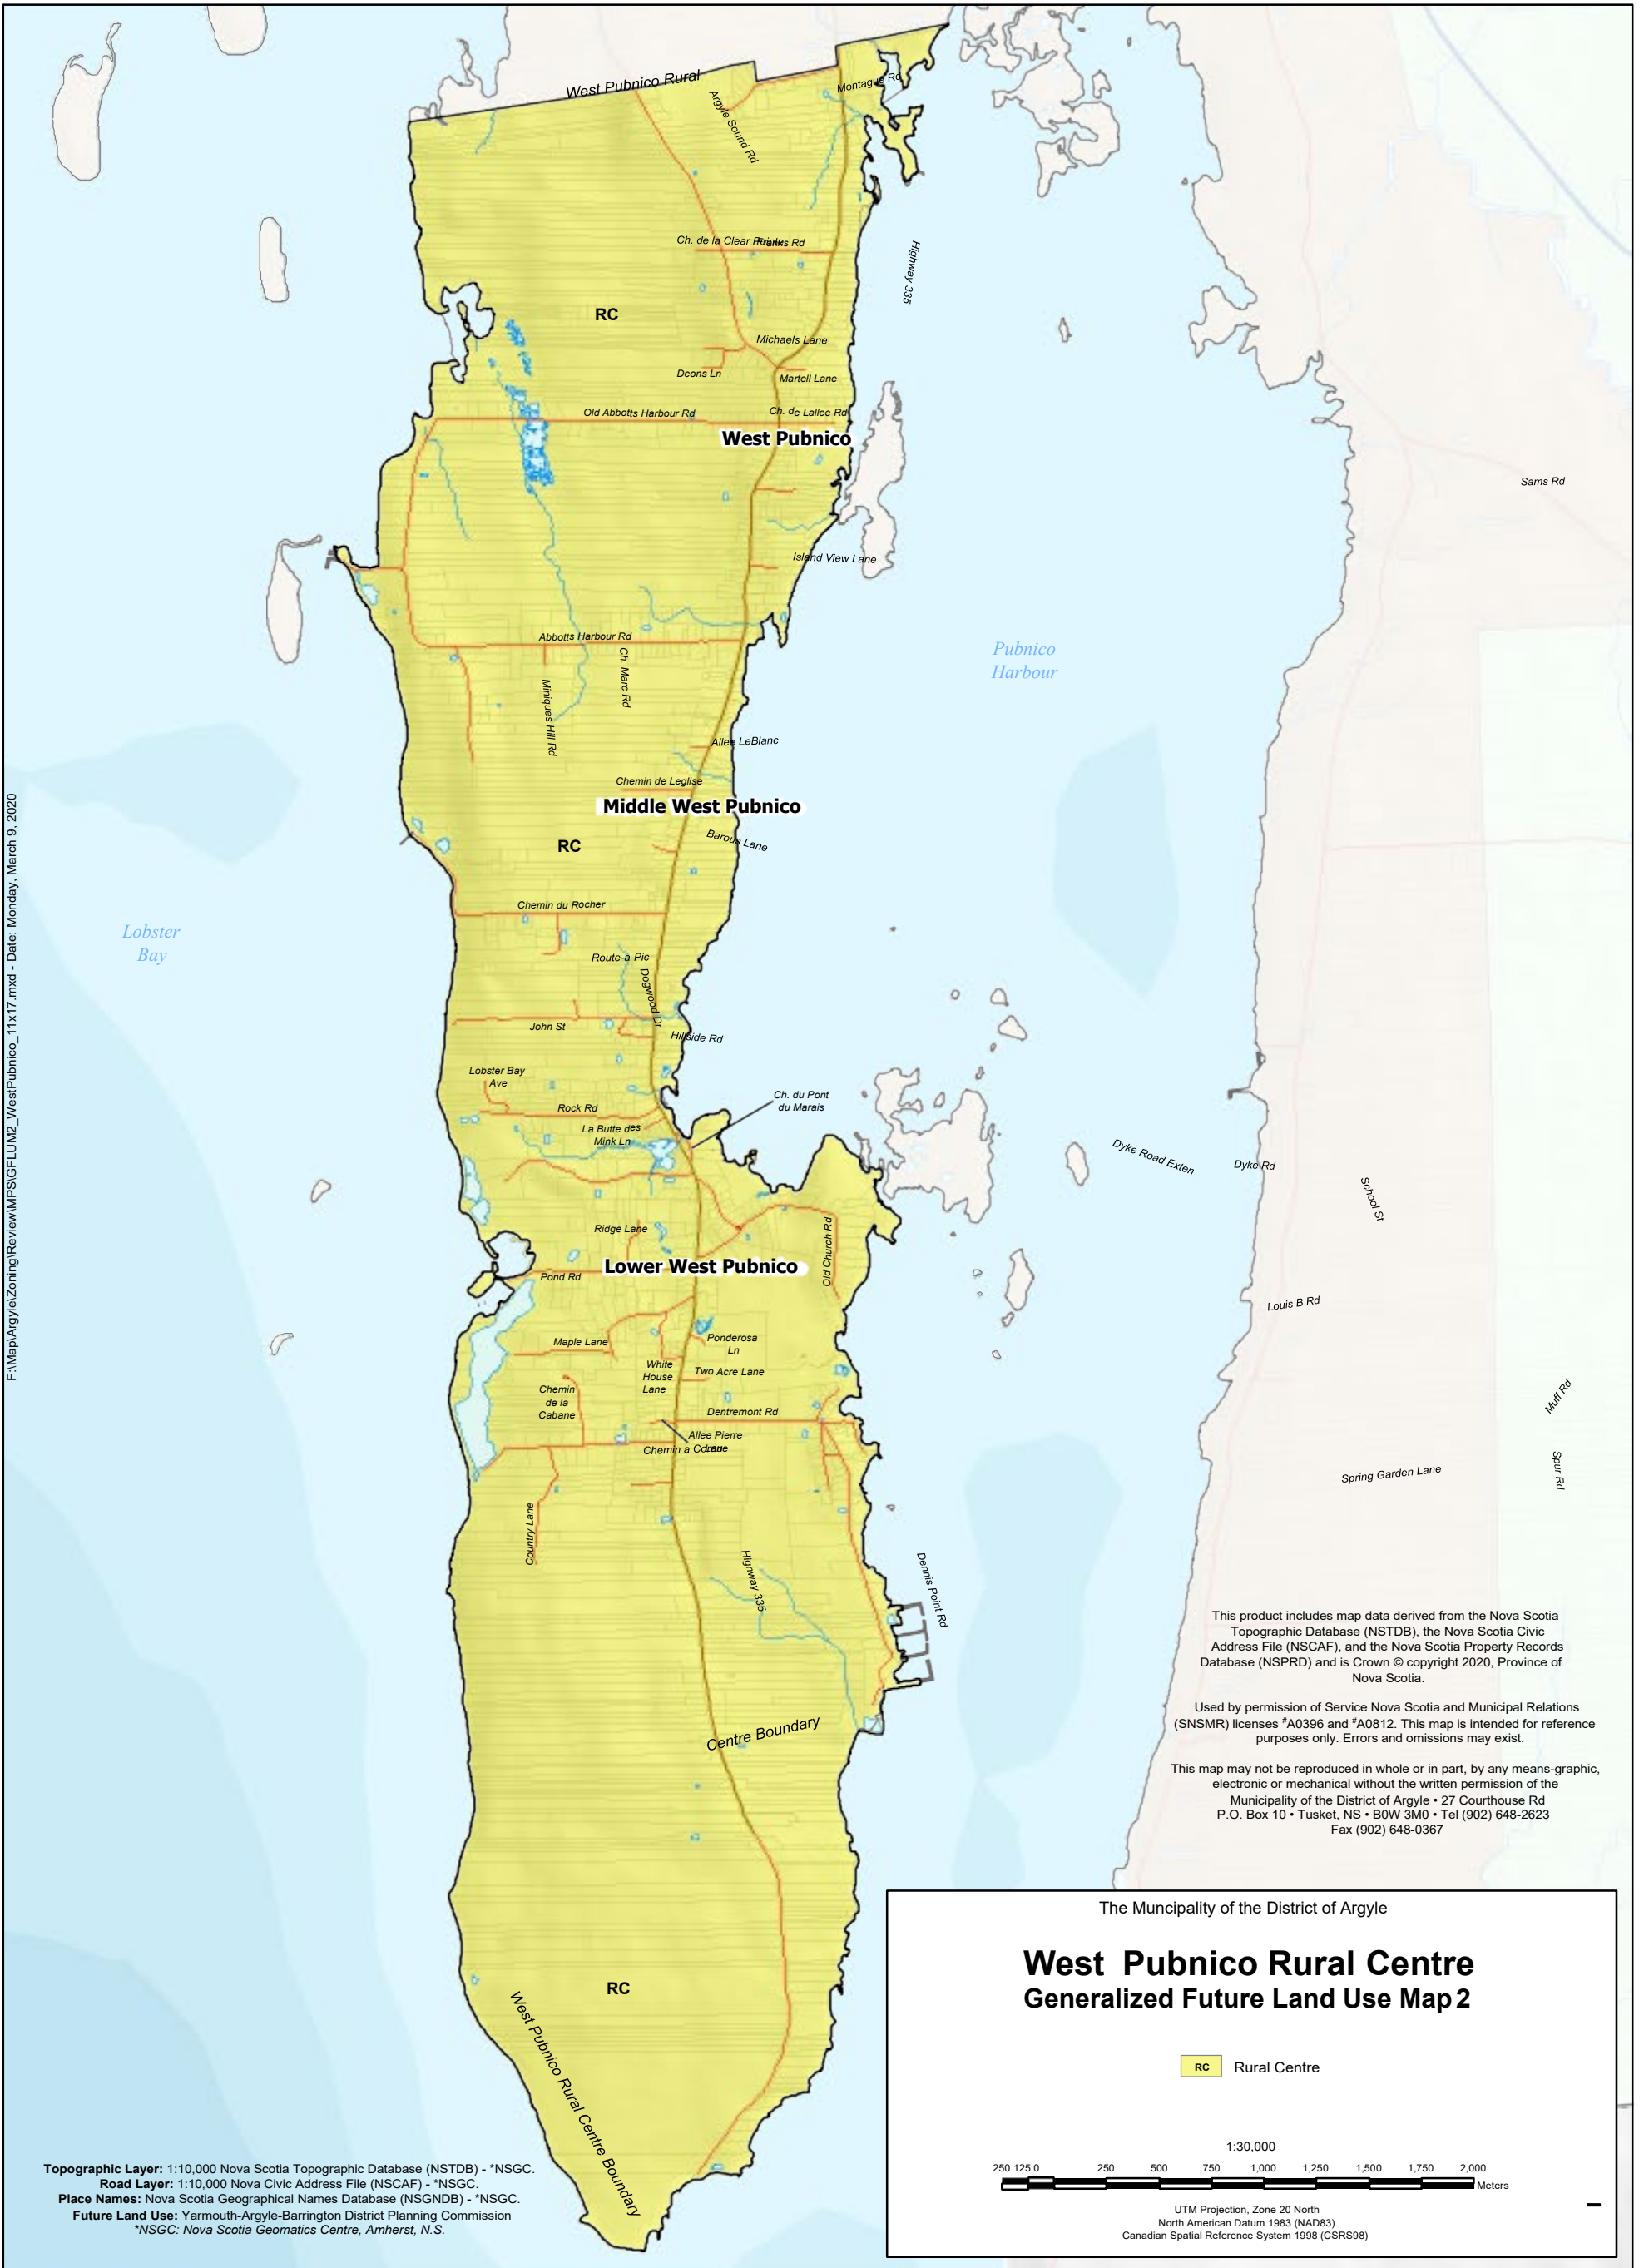 West Pubnico Rural
Montague Rd
Argyle Sound Rd
Ch. de la Clear Pointe
Franks Rd
Highway 335
RC
Michaels Lane
Deons Ln
Martell Lane
Old Abbotts Harbour Rd
Ch. de Lallee Rd
West Pubnico
Sams Rd
Island View Lane
Abbotts Harbour Rd
Ch. Marc Rd
Miniques Hill Rd
Pubnico
Harbour
Allee LeBlanc
Chemin de Leglise
Middle West Pubnico
Barous Lane
RC
Chemin du Rocher
Lobster
Bay
Route-a-Pic
Dogwood Dr
John St
Hillside Rd
Lobster Bay
Ave
Rock Rd
Ch. du Pont
du Marais
La Butte des
Mink Ln
Dyke Road Exten
Dyke Rd
School St
Ridge Lane
Old Church Rd
Lower West Pubnico
Pond Rd
Louis B Rd
Maple Lane
Ponderosa
Ln
White
House
Lane
Two Acre Lane
Chemin
de la
Cabane
Dentremont Rd
Muff Rd
Allee Pierre
Lane
Chemin a Coran
Spring Garden Lane
Spur Rd
Country Lane
Highway 335
Dennis Point Rd
Centre Boundary
RC
West Pubnico Rural Centre Boundary
F:\Map\Argyle\Zoning\Review\MPS\GFLUM2_WestPubnico_11x17.mxd - Date: Monday, March 9, 2020
This product includes map data derived from the Nova Scotia
Topographic Database (NSTDB), the Nova Scotia Civic
Address File (NSCAF), and the Nova Scotia Property Records
Database (NSPRD) and is Crown © copyright 2020, Province of
Nova Scotia.
Used by permission of Service Nova Scotia and Municipal Relations
(SNSMR) licenses #A0396 and #A0812. This map is intended for reference
purposes only. Errors and omissions may exist.
This map may not be reproduced in whole or in part, by any means-graphic,
electronic or mechanical without the written permission of the
Municipality of the District of Argyle • 27 Courthouse Rd
P.O. Box 10 • Tusket, NS • B0W 3M0 • Tel (902) 648-2623
Fax (902) 648-0367
The Muncipality of the District of Argyle
West Pubnico Rural Centre
Generalized Future Land Use Map 2
RC Rural Centre
1:30,000
250 125 0 250 500 750 1,000 1,250 1,500 1,750 2,000
Meters
UTM Projection, Zone 20 North
North American Datum 1983 (NAD83)
Canadian Spatial Reference System 1998 (CSRS98)
Topographic Layer: 1:10,000 Nova Scotia Topographic Database (NSTDB) - *NSGC.
Road Layer: 1:10,000 Nova Civic Address File (NSCAF) - *NSGC.
Place Names: Nova Scotia Geographical Names Database (NSGNDB) - *NSGC.
Future Land Use: Yarmouth-Argyle-Barrington District Planning Commission
*NSGC: Nova Scotia Geomatics Centre, Amherst, N.S.